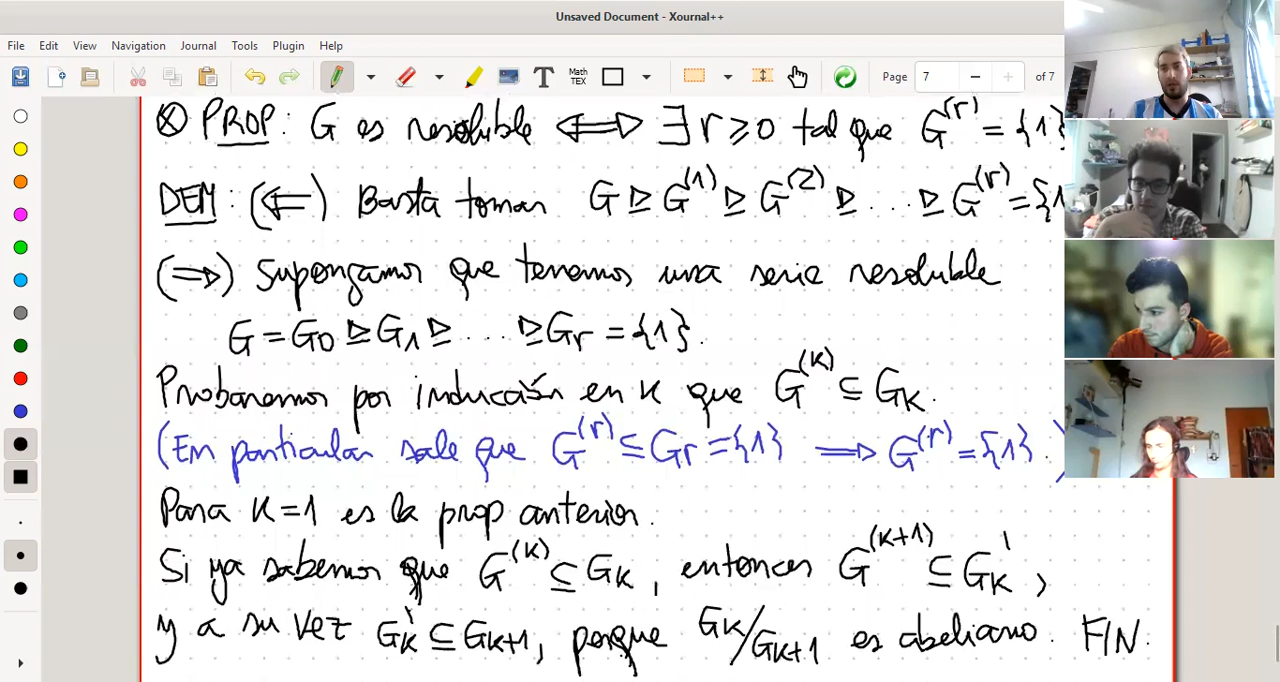 Unsaved Document - Xournal++
File Edit View Navigation Journal Tools Plugin Help
Math TEX Page 7 of 7
⊗ PROP: G es resoluble ⟺ ∃ r ≥ 0 tal que G^(r) = {1}
DEM: (⟸) Basta tomar G ⊵ G^(1) ⊵ G^(2) ⊵ ... ⊵ G^(r) = {1
(⟹) Supongamos que tenemos una serie resoluble
G = G0 ⊵ G1 ⊵ ... ⊵ Gr = {1}.
Probaremos por inducción en k que G^(k) ⊆ Gk.
(En particular sale que G^(r) ⊆ Gr = {1} ⟹ G^(r) = {1}.)
Para k=1 es la prop anterior.
Si ya sabemos que G^(k) ⊆ Gk, entonces G^(k+1) ⊆ Gk',
y a su vez Gk' ⊆ Gk+1, porque Gk/Gk+1 es abeliano. FIN.